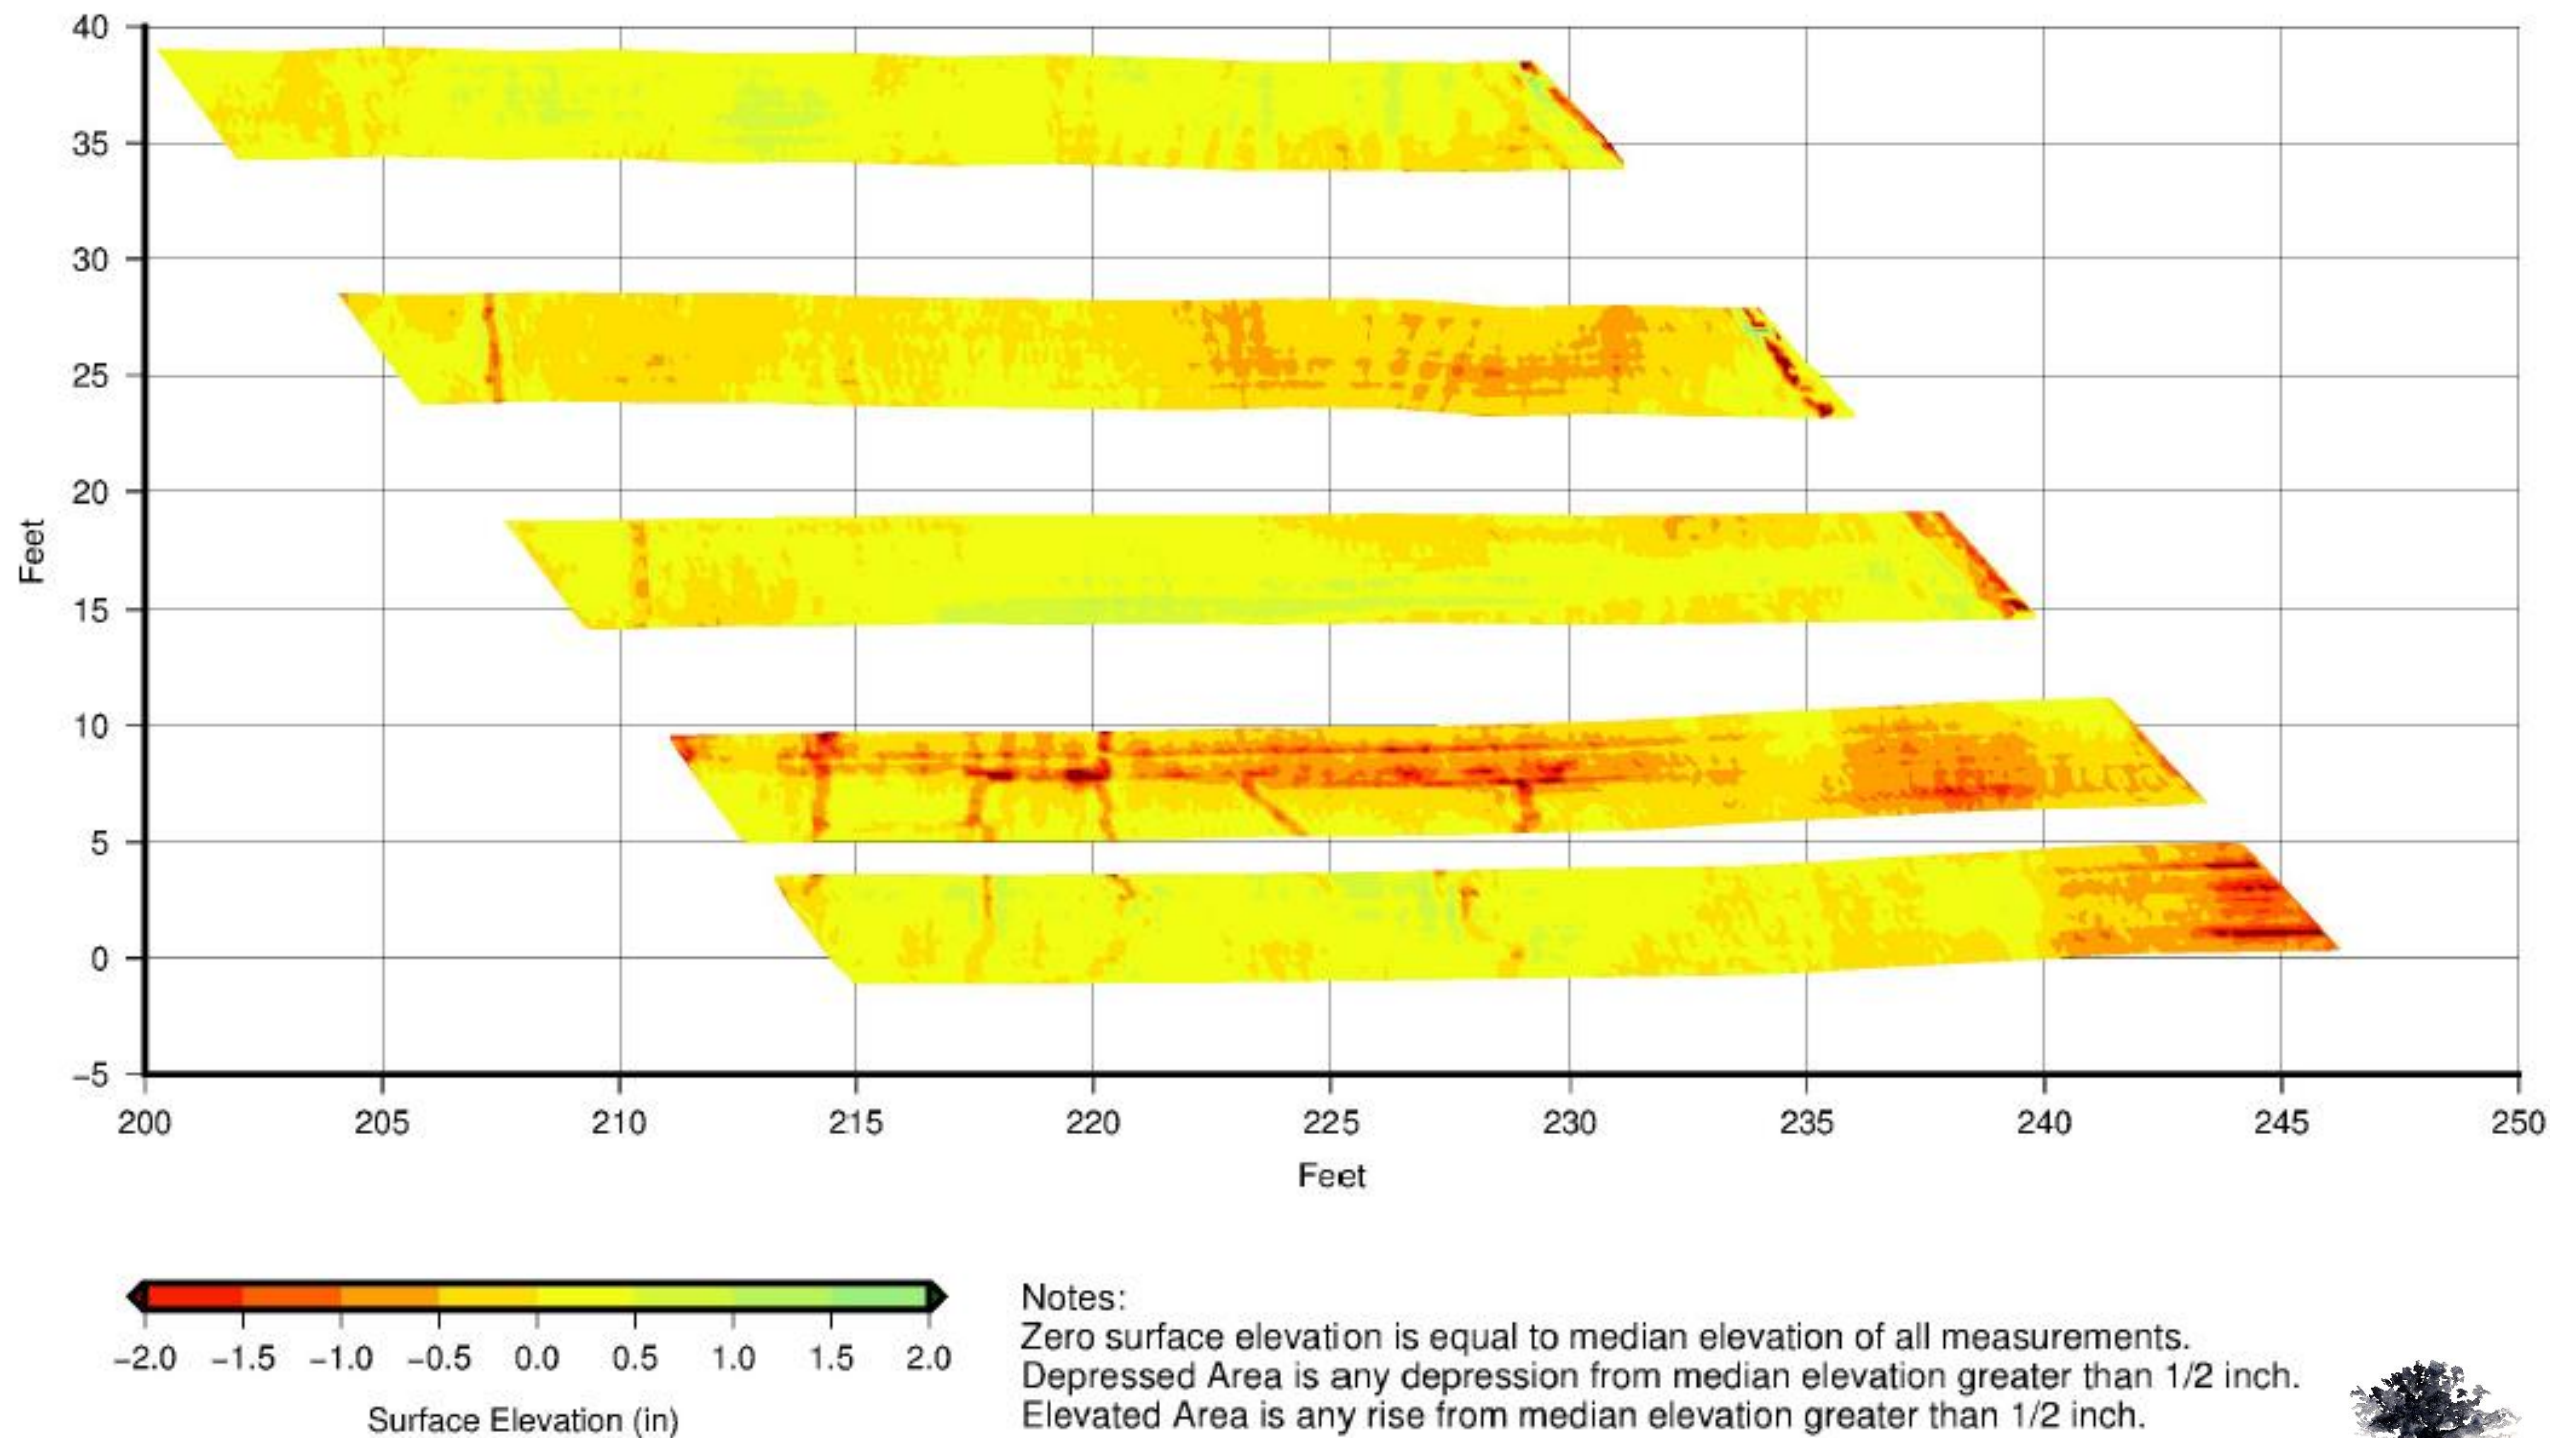 40
35
30
25
20
15
10
5
0
−5
Feet
200 205 210 215 220 225 230 235 240 245 250
Feet
−2.0 −1.5 −1.0 −0.5 0.0 0.5 1.0 1.5 2.0
Surface Elevation (in)
Notes:
Zero surface elevation is equal to median elevation of all measurements.
Depressed Area is any depression from median elevation greater than 1/2 inch.
Elevated Area is any rise from median elevation greater than 1/2 inch.